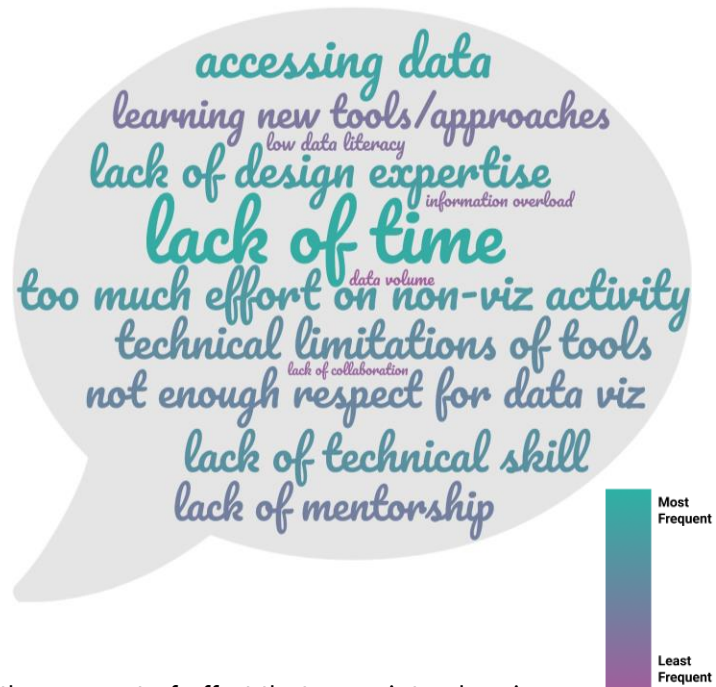 accessing data
learning new tools/approaches
low data literacy
lack of design expertise
information overload
lack of time
data volume
too much effort on non-viz activity
technical limitations of tools
lack of collaboration
not enough respect for data viz
lack of technical skill
lack of mentorship
Most
Frequent
Least
Frequent